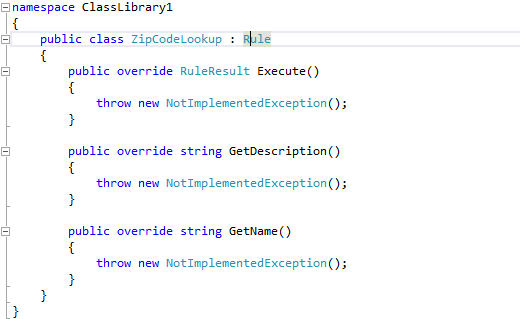 namespace ClassLibrary1
{
    public class ZipCodeLookup : Rule
    {
        public override RuleResult Execute()
        {
            throw new NotImplementedException();
        }

        public override string GetDescription()
        {
            throw new NotImplementedException();
        }

        public override string GetName()
        {
            throw new NotImplementedException();
        }
    }
}